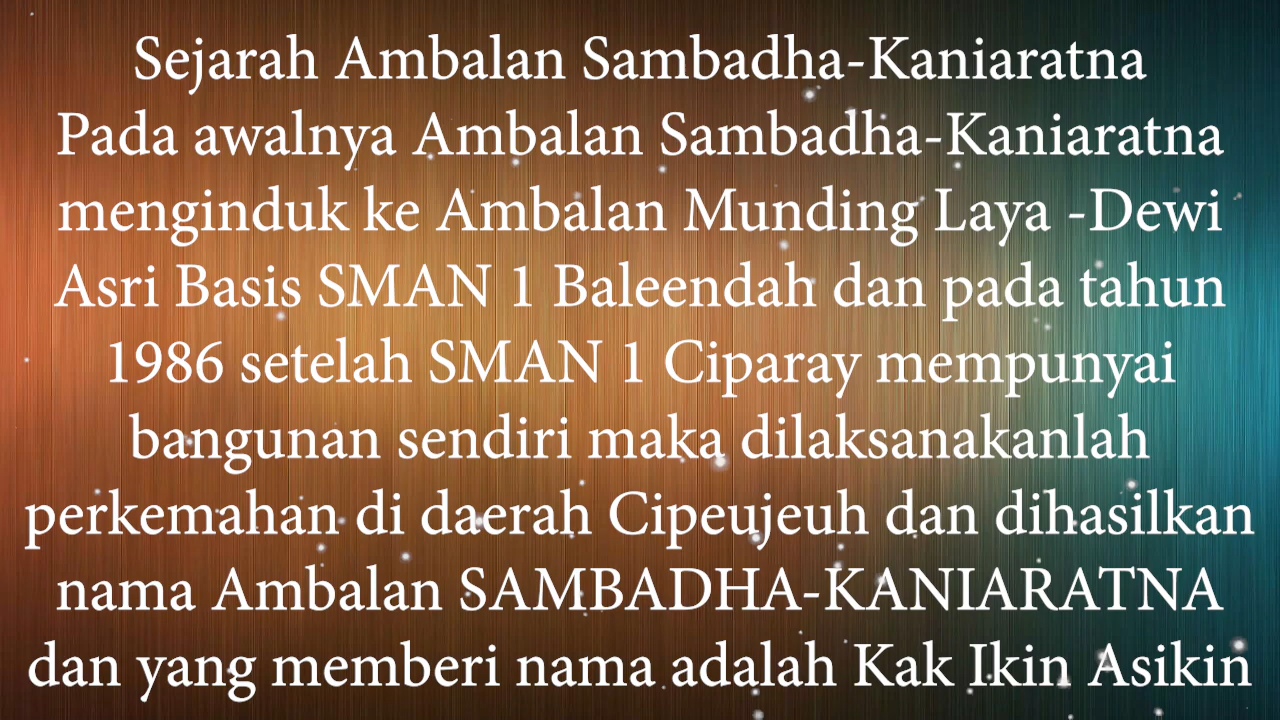 Sejarah Ambalan Sambadha-Kaniaratna
Pada awalnya Ambalan Sambadha-Kaniaratna
menginduk ke Ambalan Munding Laya -Dewi
Asri Basis SMAN 1 Baleendah dan pada tahun
1986 setelah SMAN 1 Ciparay mempunyai
bangunan sendiri maka dilaksanakanlah
perkemahan di daerah Cipeujeuh dan dihasilkan
nama Ambalan SAMBADHA-KANIARATNA
dan yang memberi nama adalah Kak Ikin Asikin